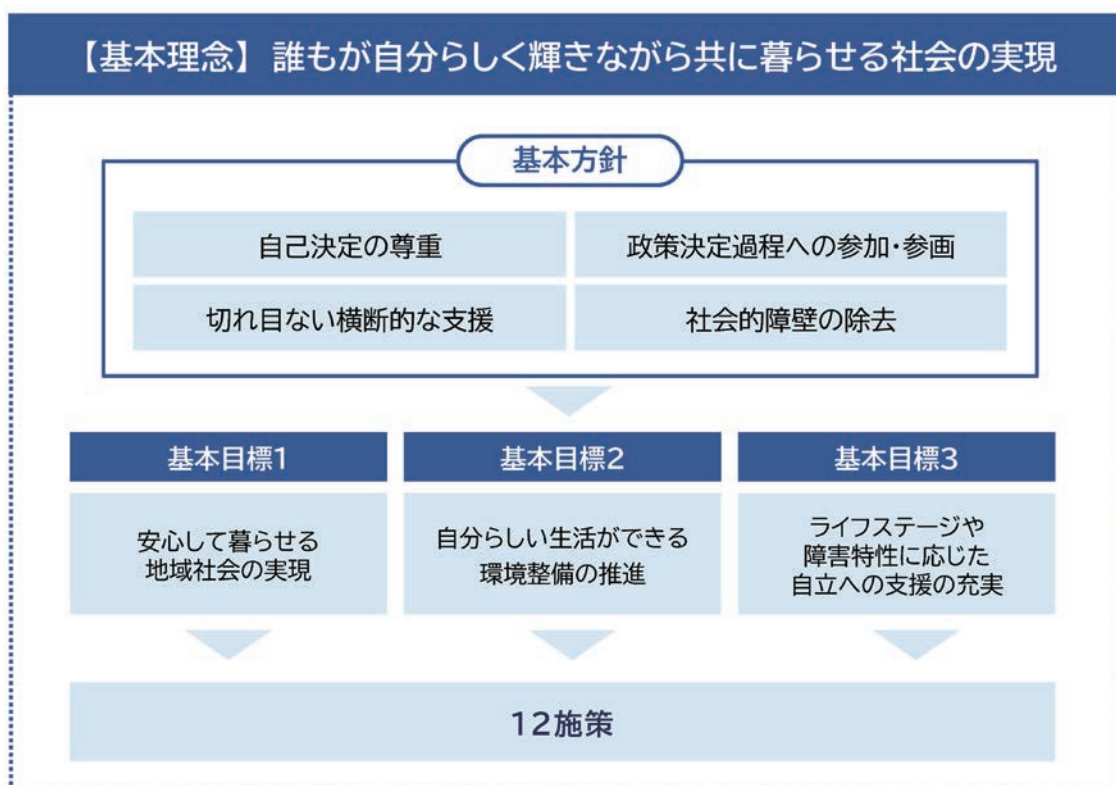 【基本理念】 誰もが自分らしく輝きながら共に暮らせる社会の実現
基本方針
自己決定の尊重
政策決定過程への参加・参画
切れ目ない横断的な支援
社会的障壁の除去
基本目標1
基本目標2
基本目標3
安心して暮らせる
地域社会の実現
自分らしい生活ができる
環境整備の推進
ライフステージや
障害特性に応じた
自立への支援の充実
12施策